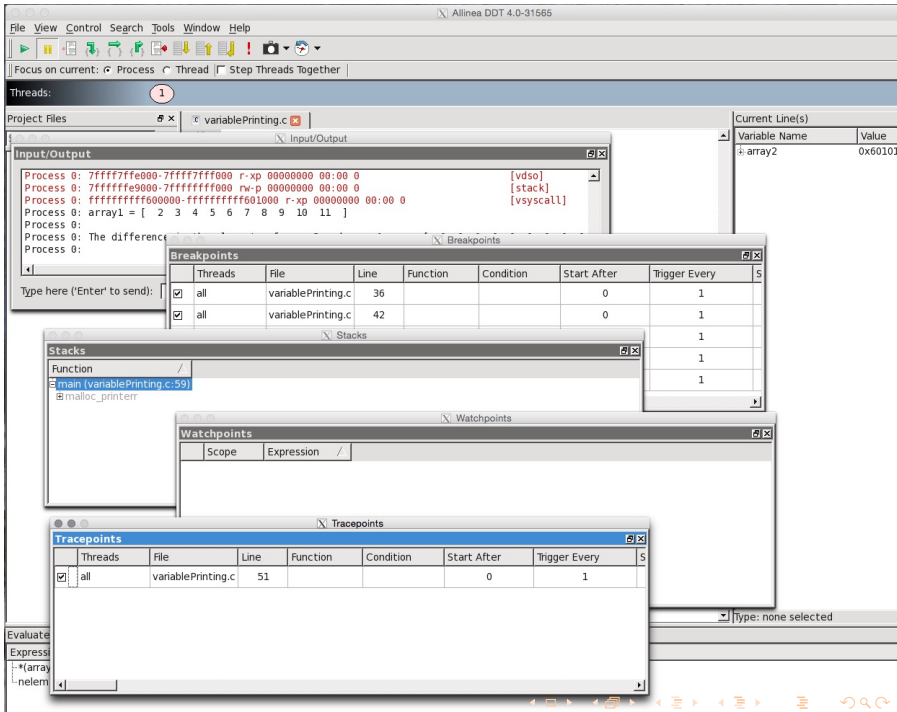 Allinea DDT 4.0-31565
File View Control Search Tools Window Help
Focus on current: Process Thread Step Threads Together
Threads: 1
Project Files
variablePrinting.c
Current Line(s)
Variable Name Value
array2 0x60101
Input/Output
Input/Output
Process 0: 7ffff7ffe000-7ffff7fff000 r-xp 00000000 00:00 0 [vdso]
Process 0: 7ffffffe9000-7ffffffff000 rw-p 00000000 00:00 0 [stack]
Process 0: ffffffffff600000-ffffffffff601000 r-xp 00000000 00:00 0 [vsyscall]
Process 0: array1 = [ 2 3 4 5 6 7 8 9 10 11 ]
Process 0:
Process 0: The difference
Process 0:
Type here ('Enter' to send):
Breakpoints
Breakpoints
Threads File Line Function Condition Start After Trigger Every S
all variablePrinting.c 36 0 1
all variablePrinting.c 42 0 1
1
1
1
Stacks
Stacks
Function
main (variablePrinting.c:59)
malloc_printerr
Watchpoints
Watchpoints
Scope Expression
Tracepoints
Tracepoints
Threads File Line Function Condition Start After Trigger Every S
all variablePrinting.c 51 0 1
Type: none selected
Evaluate
Expressi
*(array
nelem